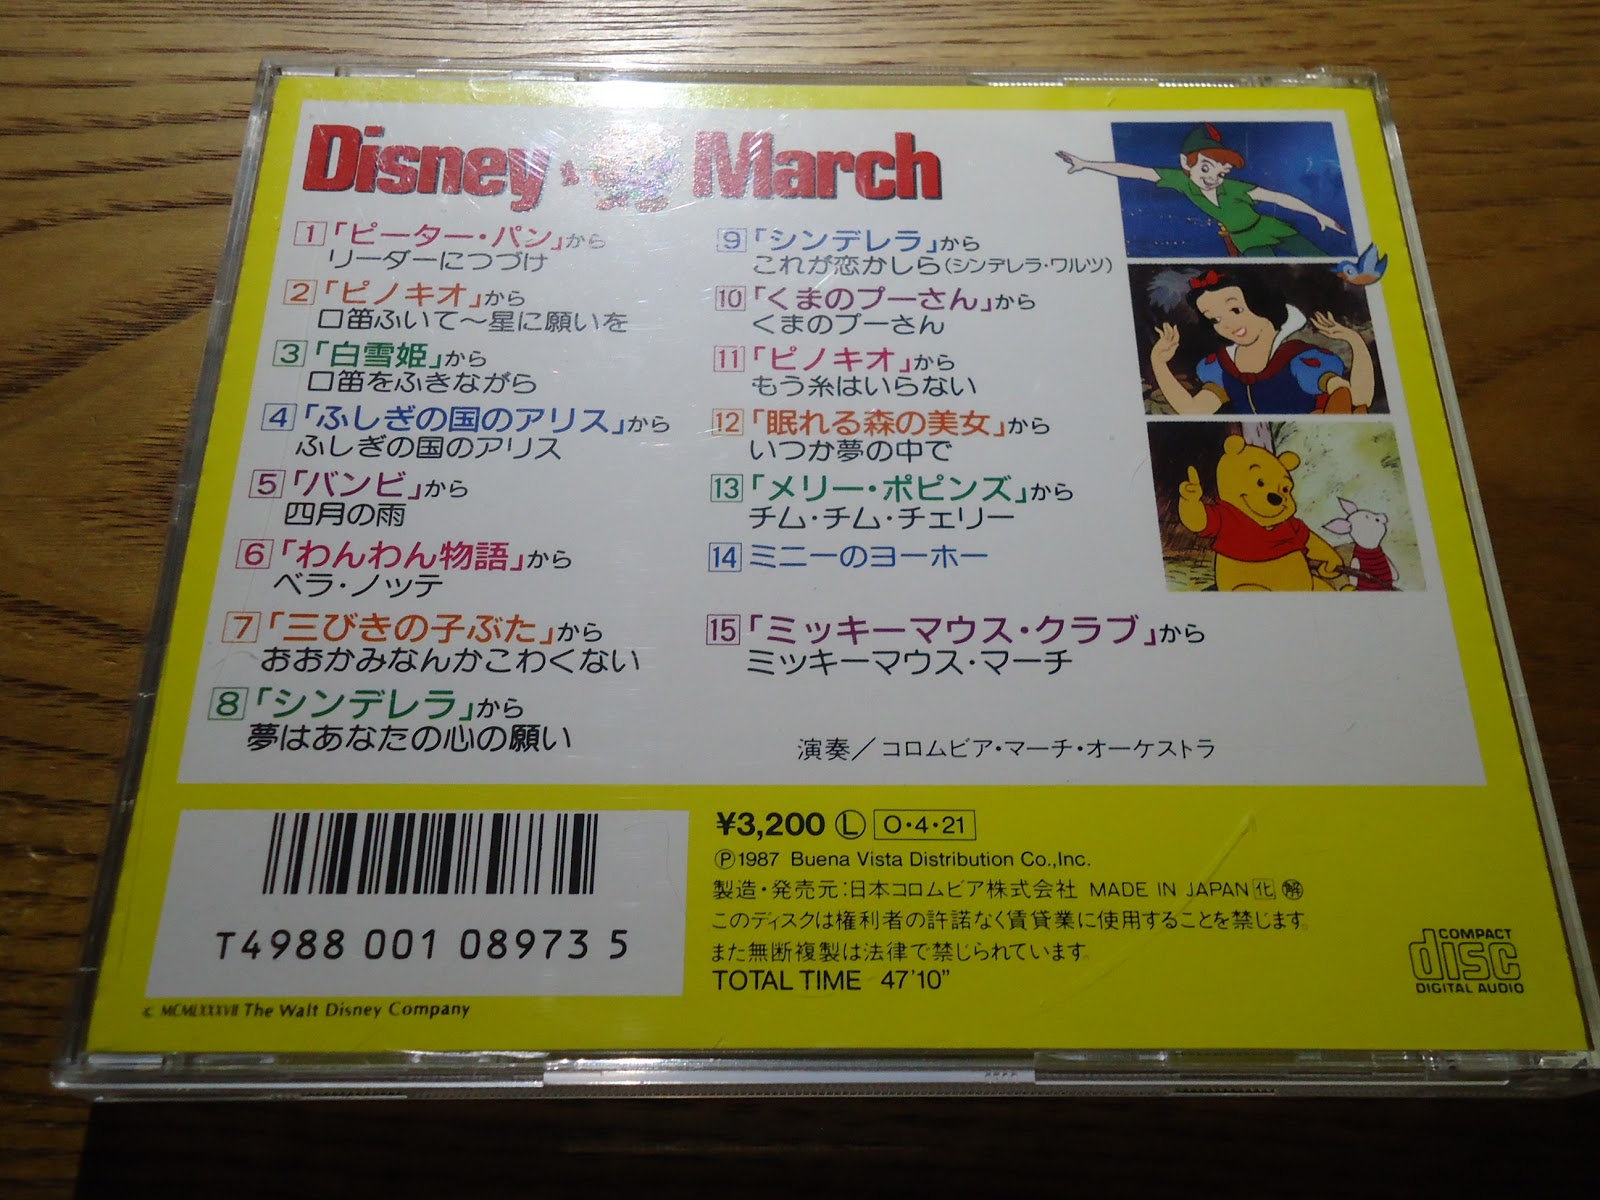 Disney March
1 「ピーター・パン」から
リーダーにつづけ
2 「ピノキオ」から
口笛ふいて～星に願いを
3 「白雪姫」から
口笛をふきながら
4 「ふしぎの国のアリス」から
ふしぎの国のアリス
5 「バンビ」から
四月の雨
6 「わんわん物語」から
ベラ・ノッテ
7 「三びきの子ぶた」から
おおかみなんかこわくない
8 「シンデレラ」から
夢はあなたの心の願い
9 「シンデレラ」から
これが恋かしら(シンデレラ・ワルツ)
10 「くまのプーさん」から
くまのプーさん
11 「ピノキオ」から
もう糸はいらない
12 「眠れる森の美女」から
いつか夢の中で
13 「メリー・ポピンズ」から
チム・チム・チェリー
14 ミニーのヨーホー
15 「ミッキーマウス・クラブ」から
ミッキーマウス・マーチ
演奏／コロムビア・マーチ・オーケストラ
T4988 001 08973 5
© MCMLXXXVII The Walt Disney Company
¥3,200 Ⓛ O・4・21
Ⓟ1987 Buena Vista Distribution Co.,Inc.
製造・発売元:日本コロムビア株式会社 MADE IN JAPAN 化 解
このディスクは権利者の許諾なく賃貸業に使用することを禁じます。
また無断複製は法律で禁じられています。
TOTAL TIME 47'10"
COMPACT
disc
DIGITAL AUDIO